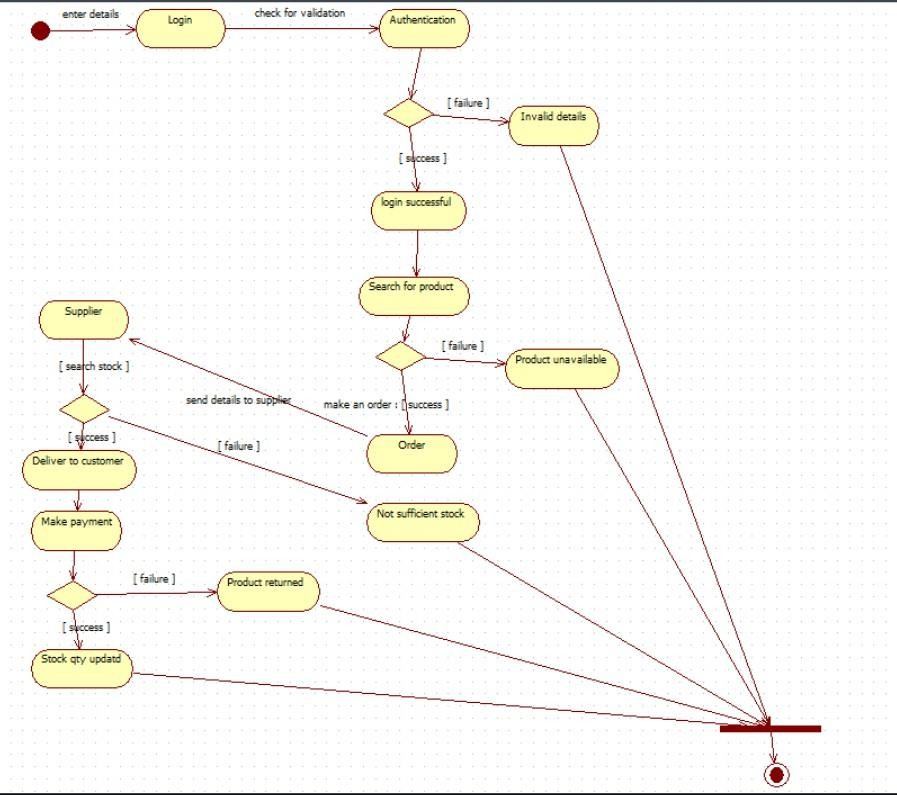 enter details
Login
check for validation
Authentication
[ failure ]
Invalid details
[ success ]
login successful
Search for product
Supplier
[ failure ]
Product unavailable
[ search stock ]
send details to supplier
make an order : [ success ]
[ success ]
[ failure ]
Order
Deliver to customer
Not sufficient stock
Make payment
[ failure ]
Product returned
[ success ]
Stock qty updatd